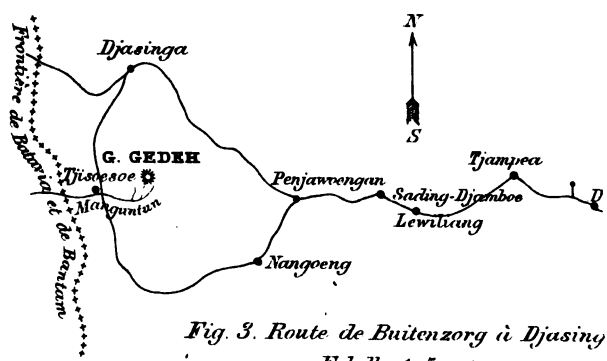 N
S
Djasinga
Frontière de Batavia et de Bantam
G. GEDEH
Tjisoesoe
Manguntun
Penjawoengan
Sading-Djamboe
Tjampea
D
Lewiliang
Nangoeng
Fig. 3. Route de Buitenzorg à Djasing